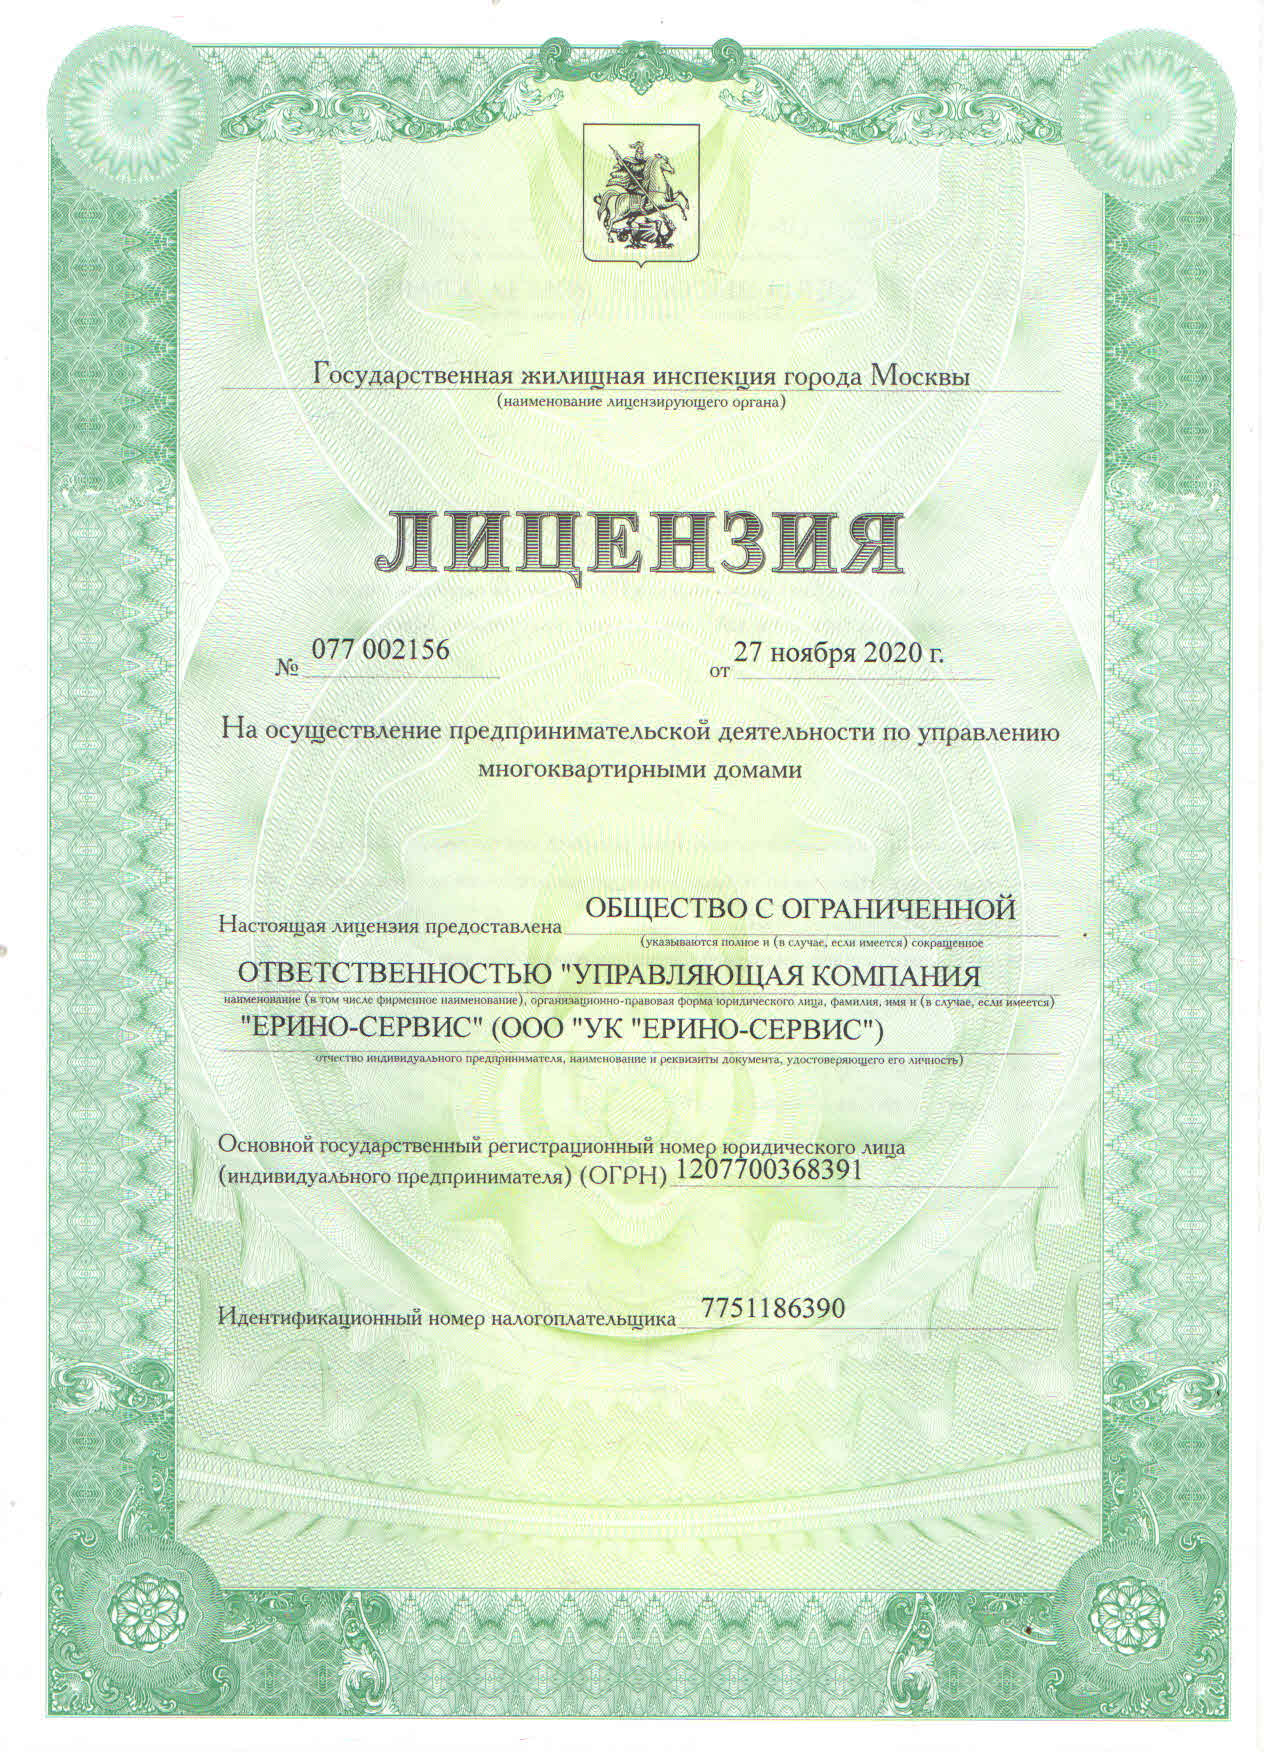 Государственная жилищная инспекция города Москвы
(наименование лицензирующего органа)
ЛИЦЕНЗИЯ
№ 077 002156 от 27 ноября 2020 г.
На осуществление предпринимательской деятельности по управлению
многоквартирными домами
Настоящая лицензия предоставлена ОБЩЕСТВО С ОГРАНИЧЕННОЙ
(указываются полное и (в случае, если имеется) сокращенное
ОТВЕТСТВЕННОСТЬЮ "УПРАВЛЯЮЩАЯ КОМПАНИЯ
наименование (в том числе фирменное наименование), организационно-правовая форма юридического лица, фамилия, имя и (в случае, если имеется)
"ЕРИНО-СЕРВИС" (ООО "УК "ЕРИНО-СЕРВИС")
отчество индивидуального предпринимателя, наименование и реквизиты документа, удостоверяющего его личность)
Основной государственный регистрационный номер юридического лица
(индивидуального предпринимателя) (ОГРН) 1207700368391
Идентификационный номер налогоплательщика 7751186390